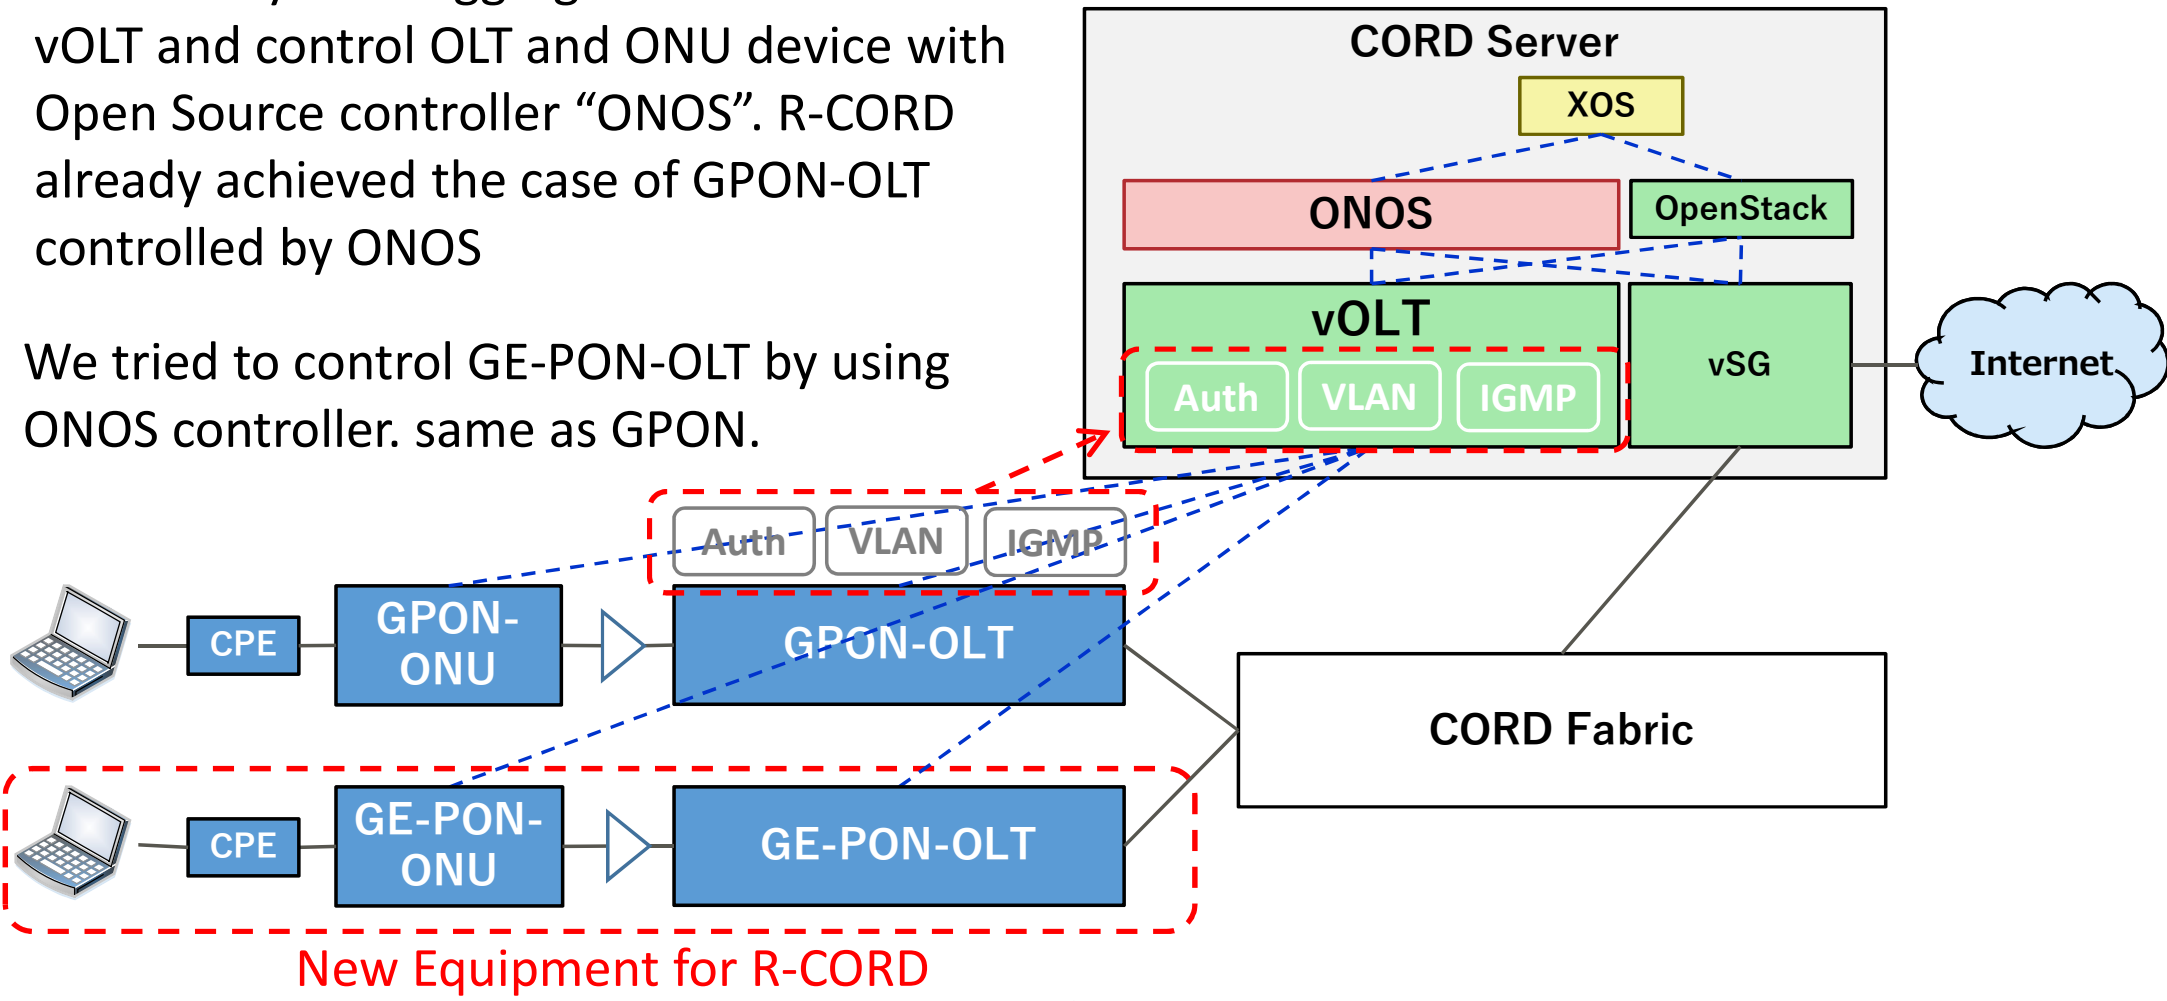 vOLT and control OLT and ONU device with
Open Source controller “ONOS”. R-CORD
already achieved the case of GPON-OLT
controlled by ONOS
We tried to control GE-PON-OLT by using
ONOS controller. same as GPON.
CORD Server
XOS
ONOS
OpenStack
vOLT
Auth
VLAN
IGMP
vSG
Internet
Auth
VLAN
IGMP
CPE
GPON-
ONU
GPON-OLT
CORD Fabric
CPE
GE-PON-
ONU
GE-PON-OLT
New Equipment for R-CORD